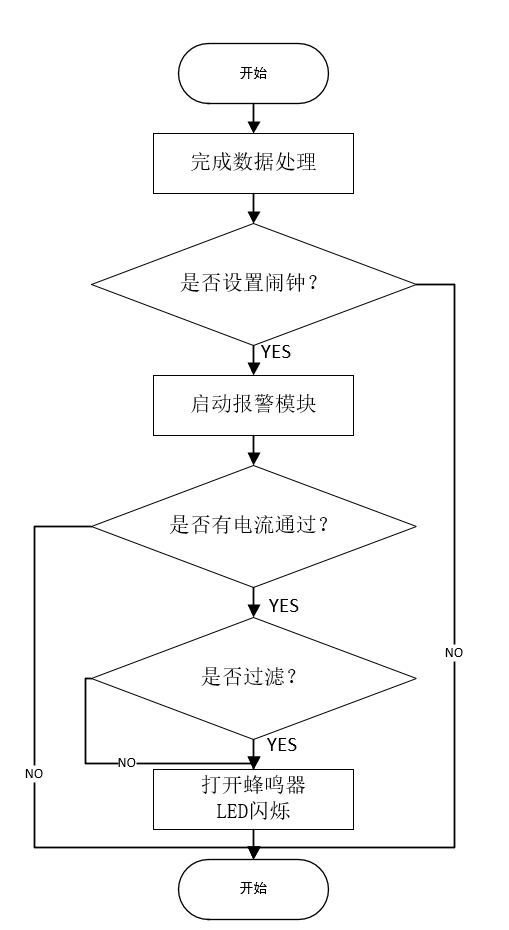 开始
完成数据处理
是否设置闹钟？
YES
启动报警模块
是否有电流通过？
YES
NO
是否过滤？
YES
NO
NO
打开蜂鸣器
LED闪烁
开始